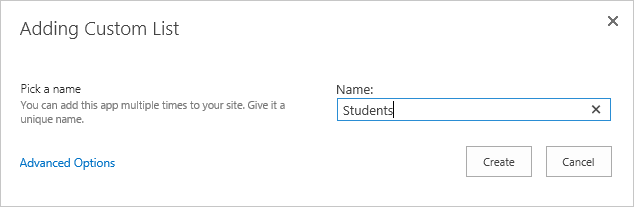 Adding Custom List
Pick a name
You can add this app multiple times to your site. Give it a
unique name.
Name:
Students
Advanced Options
Create
Cancel